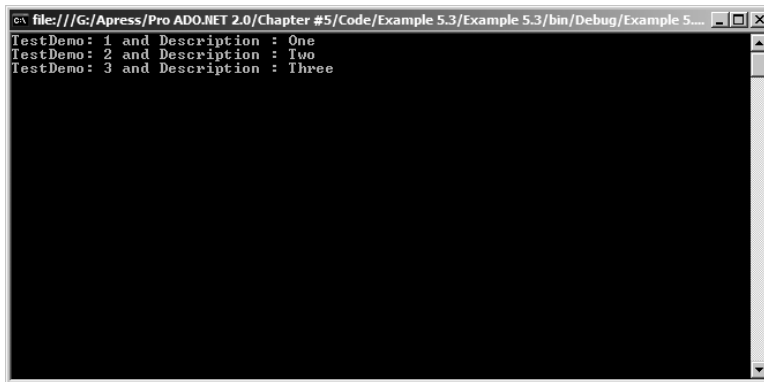 file:///G:/Apress/Pro ADO.NET 2.0/Chapter #5/Code/Example 5.3/Example 5.3/bin/Debug/Example 5....
TestDemo: 1 and Description : One
TestDemo: 2 and Description : Two
TestDemo: 3 and Description : Three